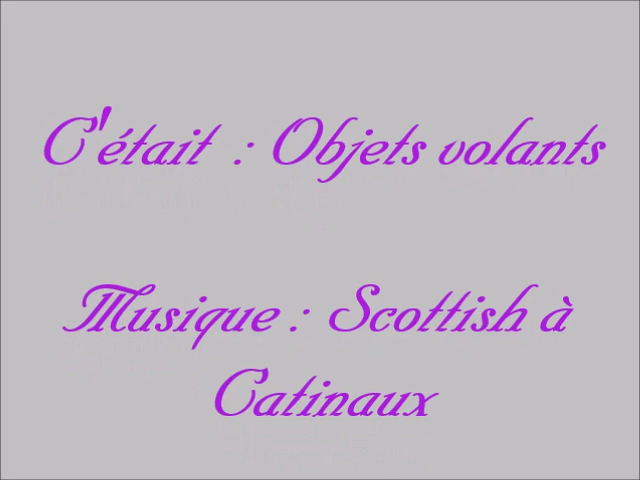 C'était : Objets volants
Musique : Scottish à
Catinaux